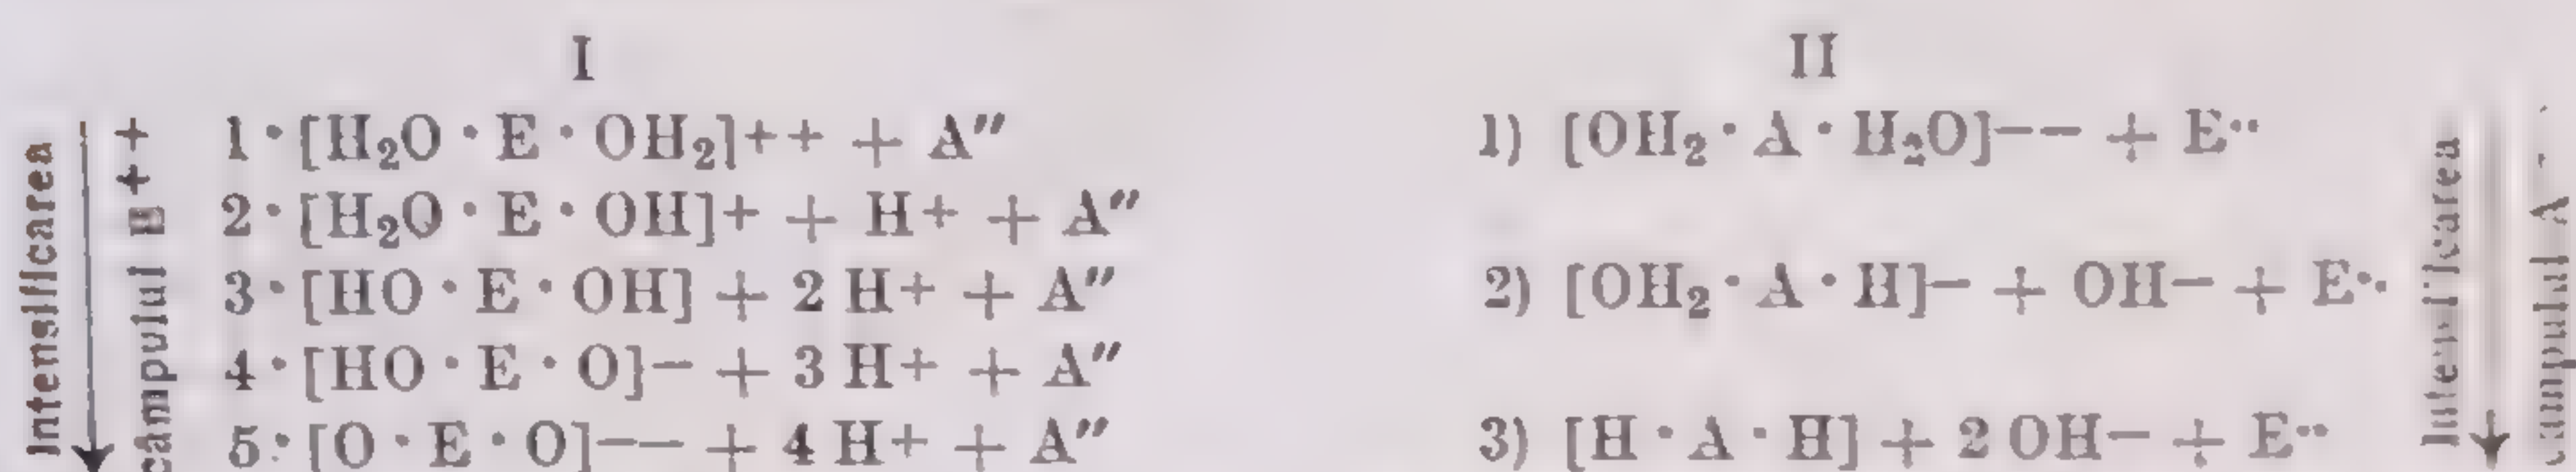 I
Intensificarea
câmpului E++
1·[H₂O · E · OH₂]++ + A″
2·[H₂O · E · OH]+ + H+ + A″
3·[HO · E · OH] + 2 H+ + A″
4·[HO · E · O]− + 3 H+ + A″
5·[O · E · O]−− + 4 H+ + A″
II
1) [OH₂ · A · H₂O]−− + E··
2) [OH₂ · A · H]− + OH− + E··
3) [H · A · H] + 2 OH− + E··
Intensificarea
câmpului A